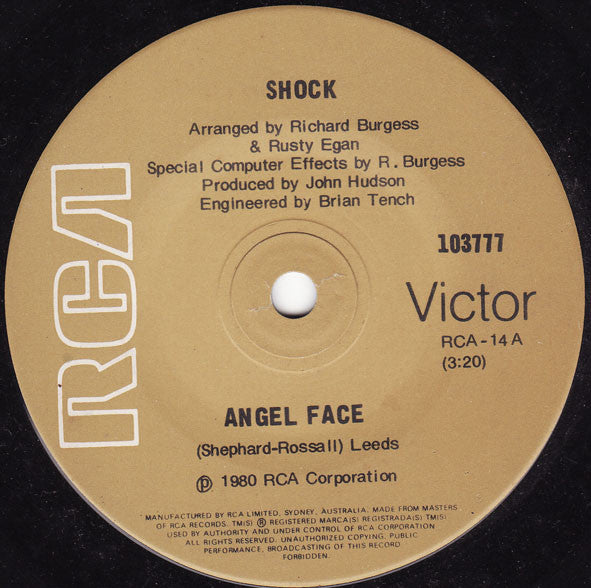 SHOCK
Arranged by Richard Burgess
& Rusty Egan
Special Computer Effects by R. Burgess
Produced by John Hudson
Engineered by Brian Tench
RCA
103777
Victor
RCA-14 A
(3:20)
ANGEL FACE
(Shephard-Rossall) Leeds
℗ 1980 RCA Corporation
MANUFACTURED BY RCA LIMITED, SYDNEY, AUSTRALIA. MADE FROM MASTERS
OF RCA RECORDS. TM(S) ® REGISTERED MARCA(S) REGISTRADA(S) TM(S)
USED BY AUTHORITY AND UNDER CONTROL OF RCA CORPORATION
ALL RIGHTS RESERVED. UNAUTHORIZED COPYING, PUBLIC
PERFORMANCE, BROADCASTING OF THIS RECORD
FORBIDDEN.